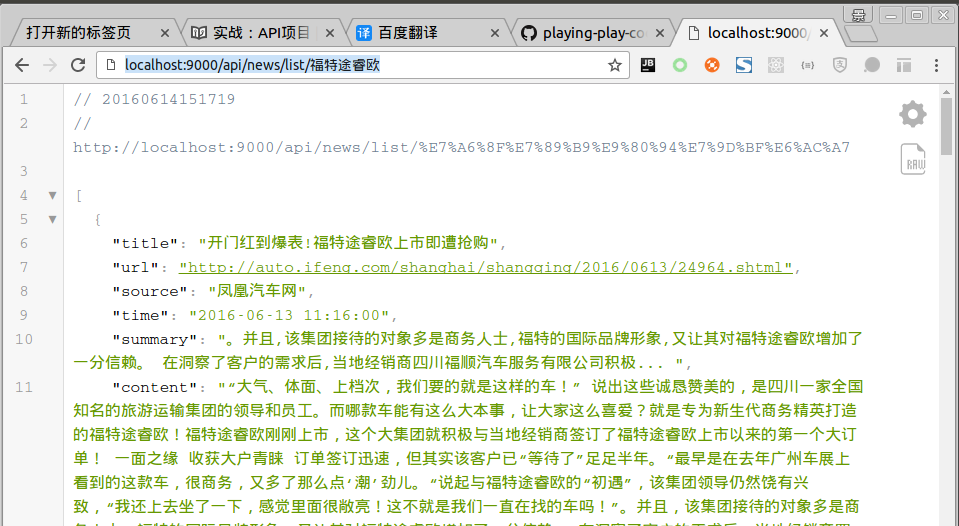 打开新的标签页
实战：API项目
百度翻译
playing-play-co
localhost:9000/
localhost:9000/api/news/list/福特途睿欧
1 // 20160614151719
2 //
http://localhost:9000/api/news/list/%E7%A6%8F%E7%89%B9%E9%80%94%E7%9D%BF%E6%AC%A7
3
4 [
5 {
6 "title": "开门红到爆表!福特途睿欧上市即遭抢购",
7 "url": "http://auto.ifeng.com/shanghai/shangqing/2016/0613/24964.shtml",
8 "source": "凤凰汽车网",
9 "time": "2016-06-13 11:16:00",
10 "summary": "。并且,该集团接待的对象多是商务人士,福特的国际品牌形象,又让其对福特途睿欧增加了
一分信赖。 在洞察了客户的需求后,当地经销商四川福顺汽车服务有限公司积极... ",
11 "content": "“大气、体面、上档次，我们要的就是这样的车！” 说出这些诚恳赞美的，是四川一家全国
知名的旅游运输集团的领导和员工。而哪款车能有这么大本事，让大家这么喜爱？就是专为新生代商务精英打造
的福特途睿欧！福特途睿欧刚刚上市，这个大集团就积极与当地经销商签订了福特途睿欧上市以来的第一个大订
单！ 一面之缘 收获大户青睐 订单签订迅速，但其实该客户已“等待了”足足半年。“最早是在去年广州车展上
看到的这款车，很商务，又多了那么点‘潮’劲儿。”说起与福特途睿欧的“初遇”，该集团领导仍然饶有兴
致，“我还上去坐了一下，感觉里面很敞亮！这不就是我们一直在找的车吗！”。并且，该集团接待的对象多是商
RAW
JB
译